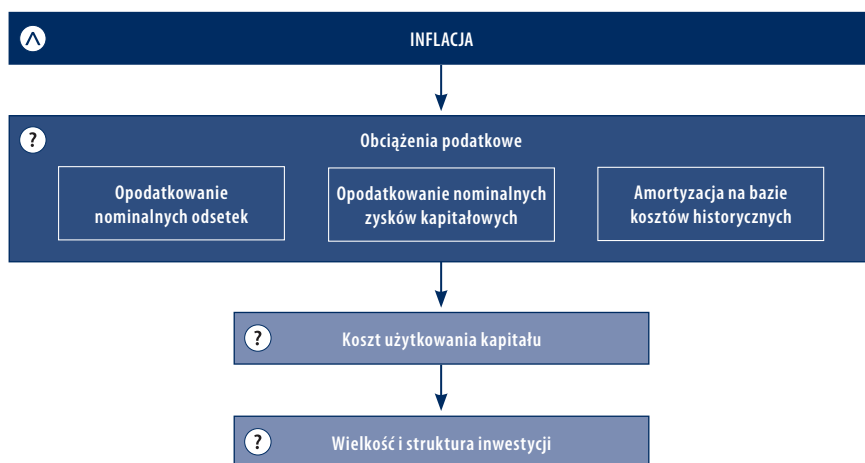 INFLACJA
?
Obciążenia podatkowe
Opodatkowanie
nominalnych odsetek
Opodatkowanie nominalnych
zysków kapitałowych
Amortyzacja na bazie
kosztów historycznych
?
Koszt użytkowania kapitału
?
Wielkość i struktura inwestycji